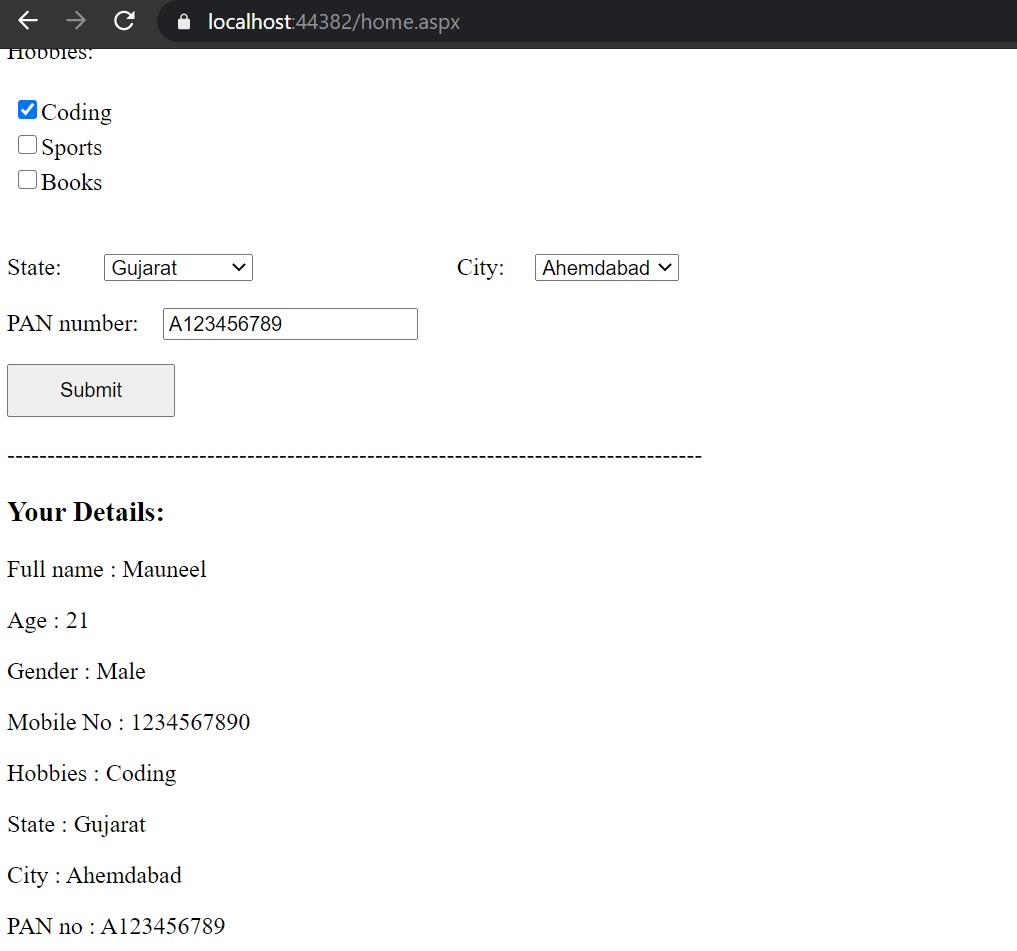 localhost:44382/home.aspx
Hobbies:
Coding
Sports
Books
State: Gujarat City: Ahemdabad
PAN number: A123456789
Submit
---------------------------------------------------------------------------------------
Your Details:
Full name : Mauneel
Age : 21
Gender : Male
Mobile No : 1234567890
Hobbies : Coding
State : Gujarat
City : Ahemdabad
PAN no : A123456789